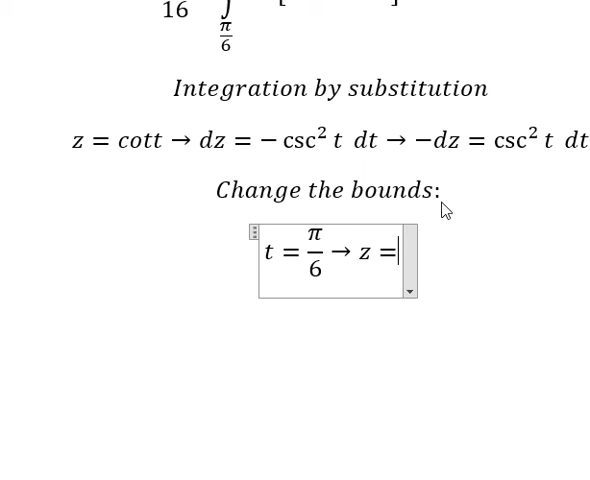 16 ∫ [ ]
π/6
Integration by substitution
z = cott → dz = − csc² t dt → −dz = csc² t dt
Change the bounds:
t = π/6 → z =